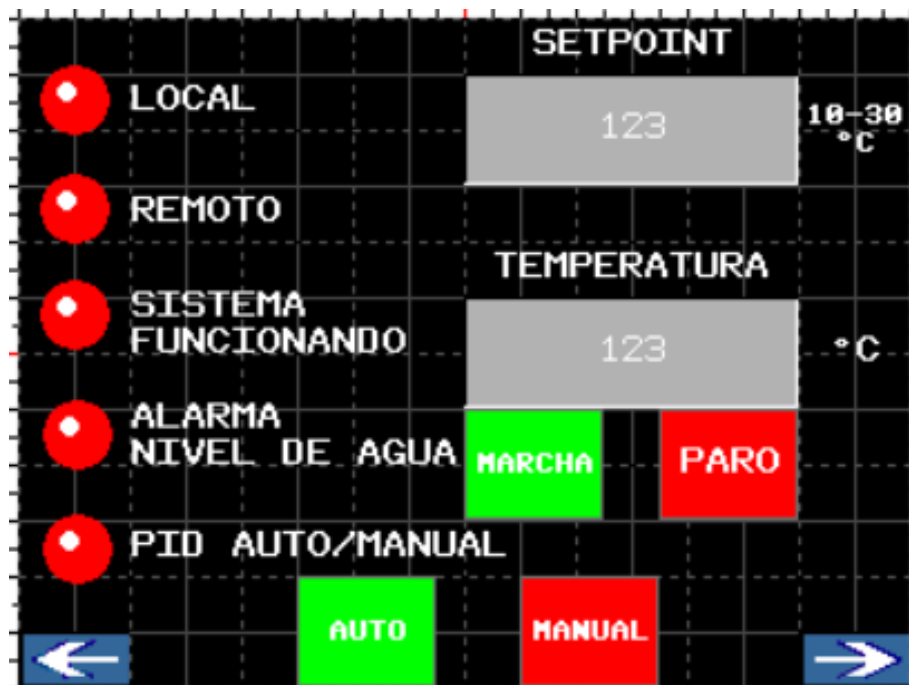 SETPOINT
LOCAL
123
10-30
°C
REMOTO
TEMPERATURA
SISTEMA
FUNCIONANDO
123
°C
ALARMA
NIVEL DE AGUA
MARCHA
PARO
PID AUTO/MANUAL
AUTO
MANUAL